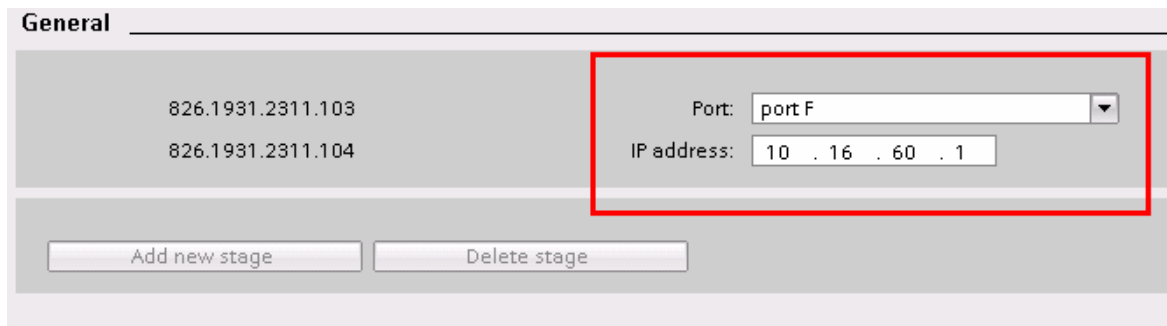 General
826.1931.2311.103 Port: port F
826.1931.2311.104 IP address: 10 . 16 . 60 . 1
Add new stage Delete stage